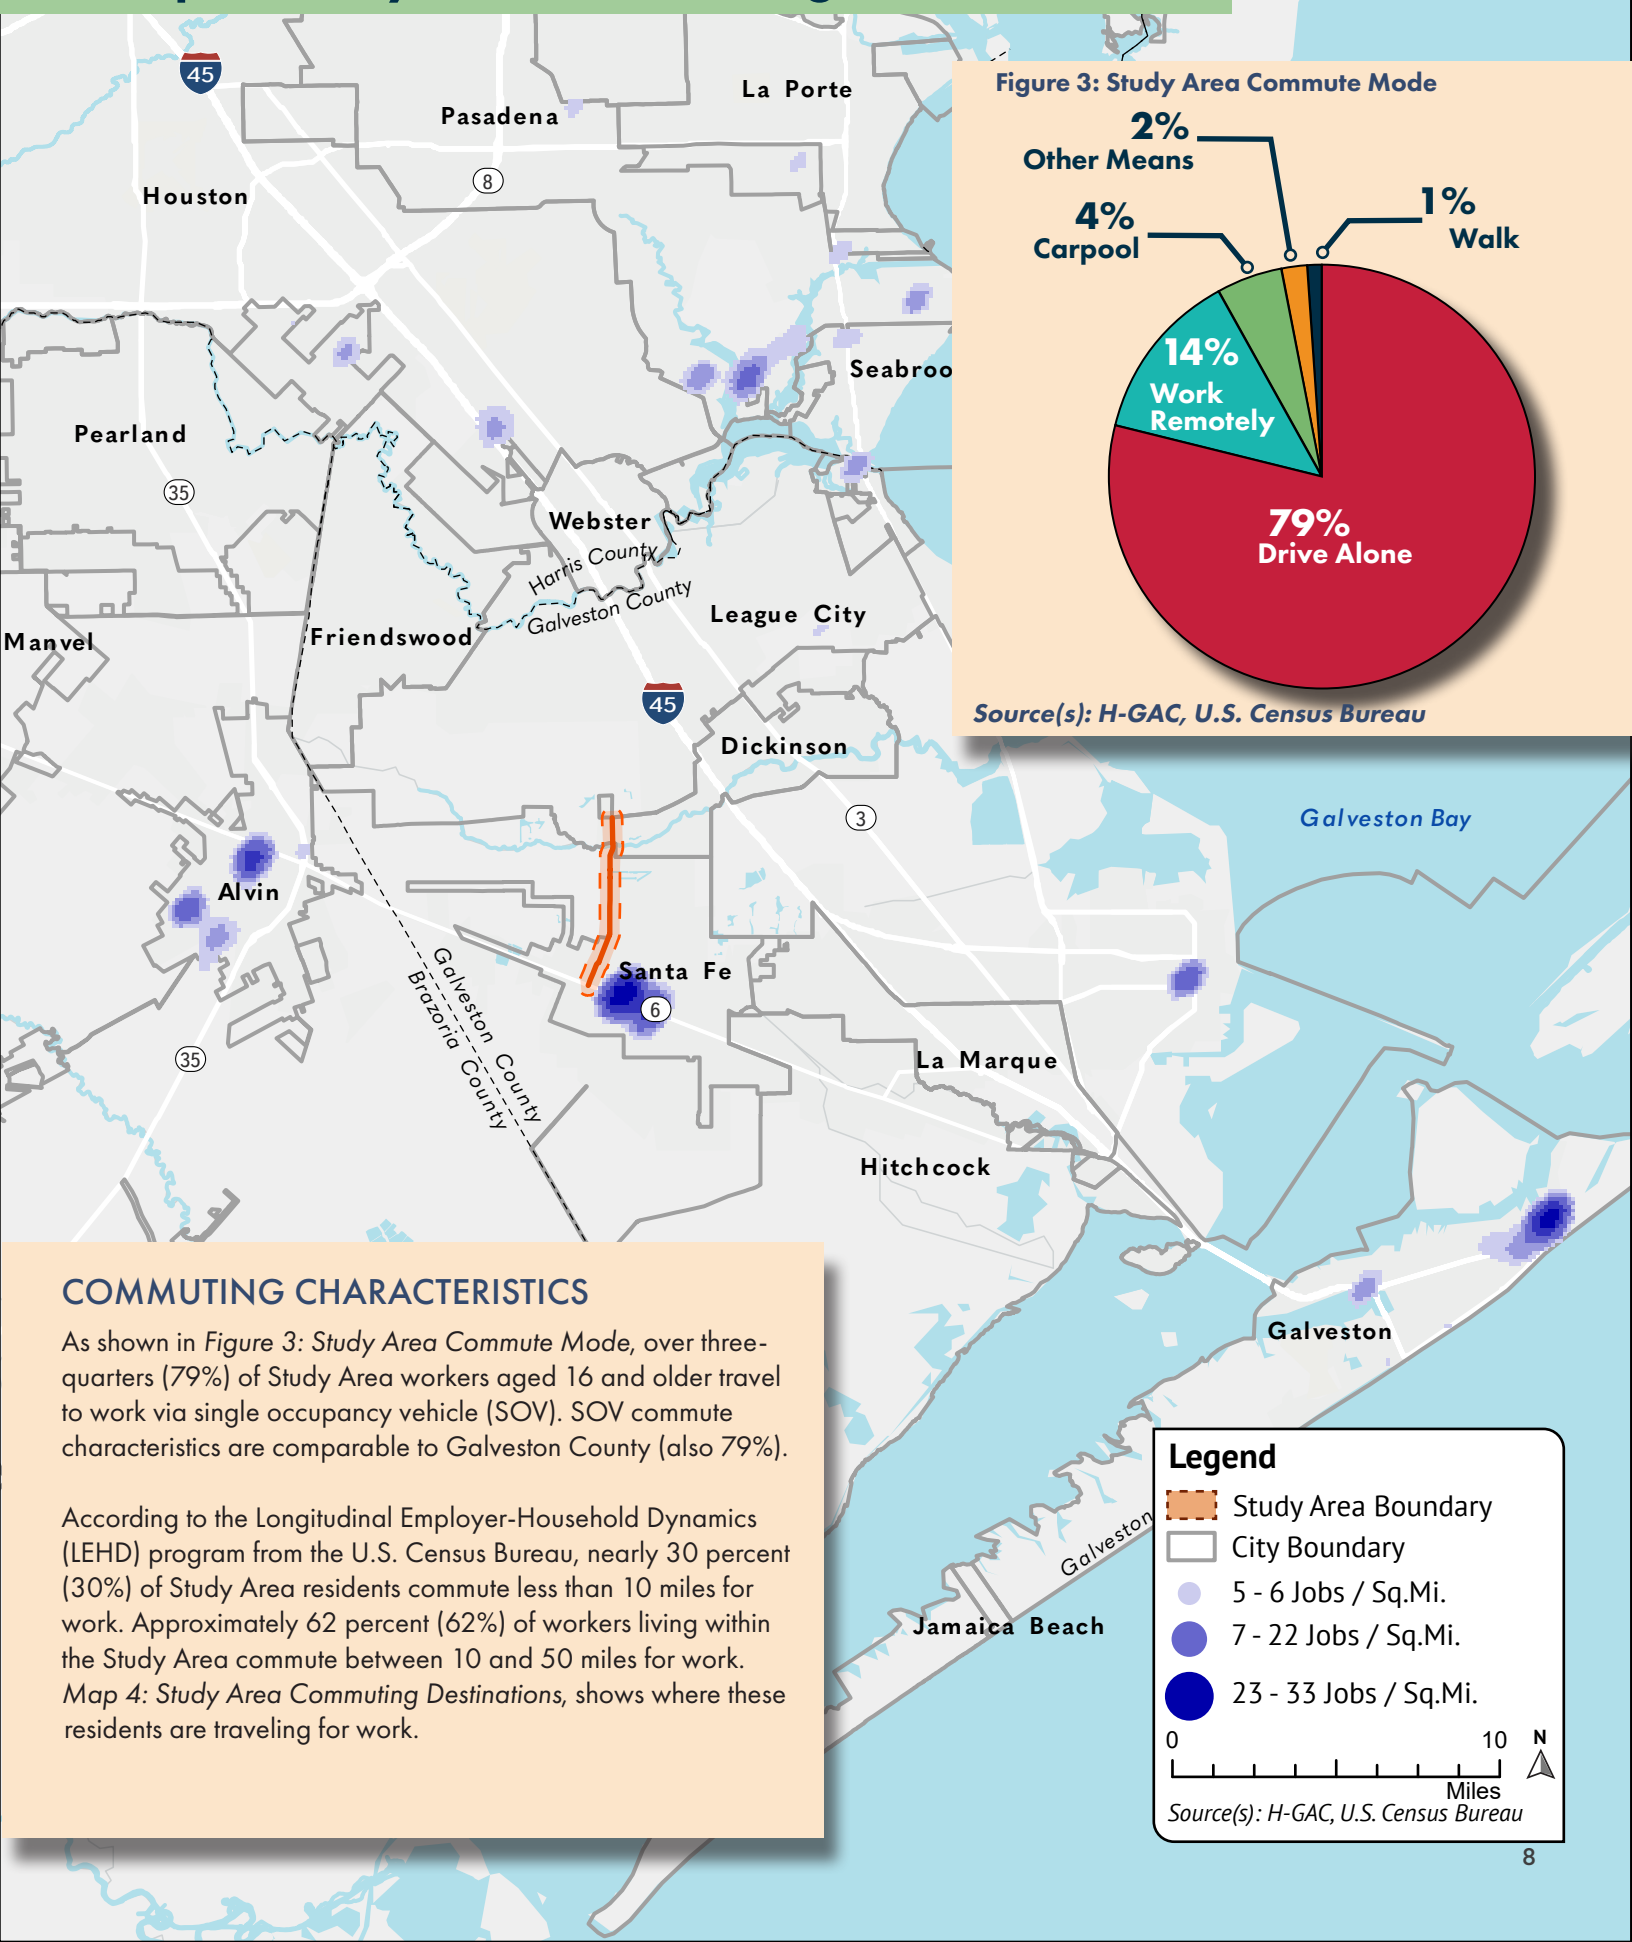 Figure 3: Study Area Commute Mode
2%
Other Means
4%
Carpool
1%
Walk
14%
Work
Remotely
79%
Drive Alone
Source(s): H-GAC, U.S. Census Bureau
45
La Porte
Pasadena
8
Houston
Pearland
35
Webster
Harris County
Galveston County
League City
Manvel
Friendswood
45
Dickinson
3
Galveston Bay
Alvin
Santa Fe
6
Galveston County
Brazoria County
35
La Marque
Hitchcock
Galveston
Galveston
Jamaica Beach
COMMUTING CHARACTERISTICS
As shown in Figure 3: Study Area Commute Mode, over three-
quarters (79%) of Study Area workers aged 16 and older travel
to work via single occupancy vehicle (SOV). SOV commute
characteristics are comparable to Galveston County (also 79%).
According to the Longitudinal Employer-Household Dynamics
(LEHD) program from the U.S. Census Bureau, nearly 30 percent
(30%) of Study Area residents commute less than 10 miles for
work. Approximately 62 percent (62%) of workers living within
the Study Area commute between 10 and 50 miles for work.
Map 4: Study Area Commuting Destinations, shows where these
residents are traveling for work.
Legend
Study Area Boundary
City Boundary
5 - 6 Jobs / Sq.Mi.
7 - 22 Jobs / Sq.Mi.
23 - 33 Jobs / Sq.Mi.
0 10 N
Miles
Source(s): H-GAC, U.S. Census Bureau
8